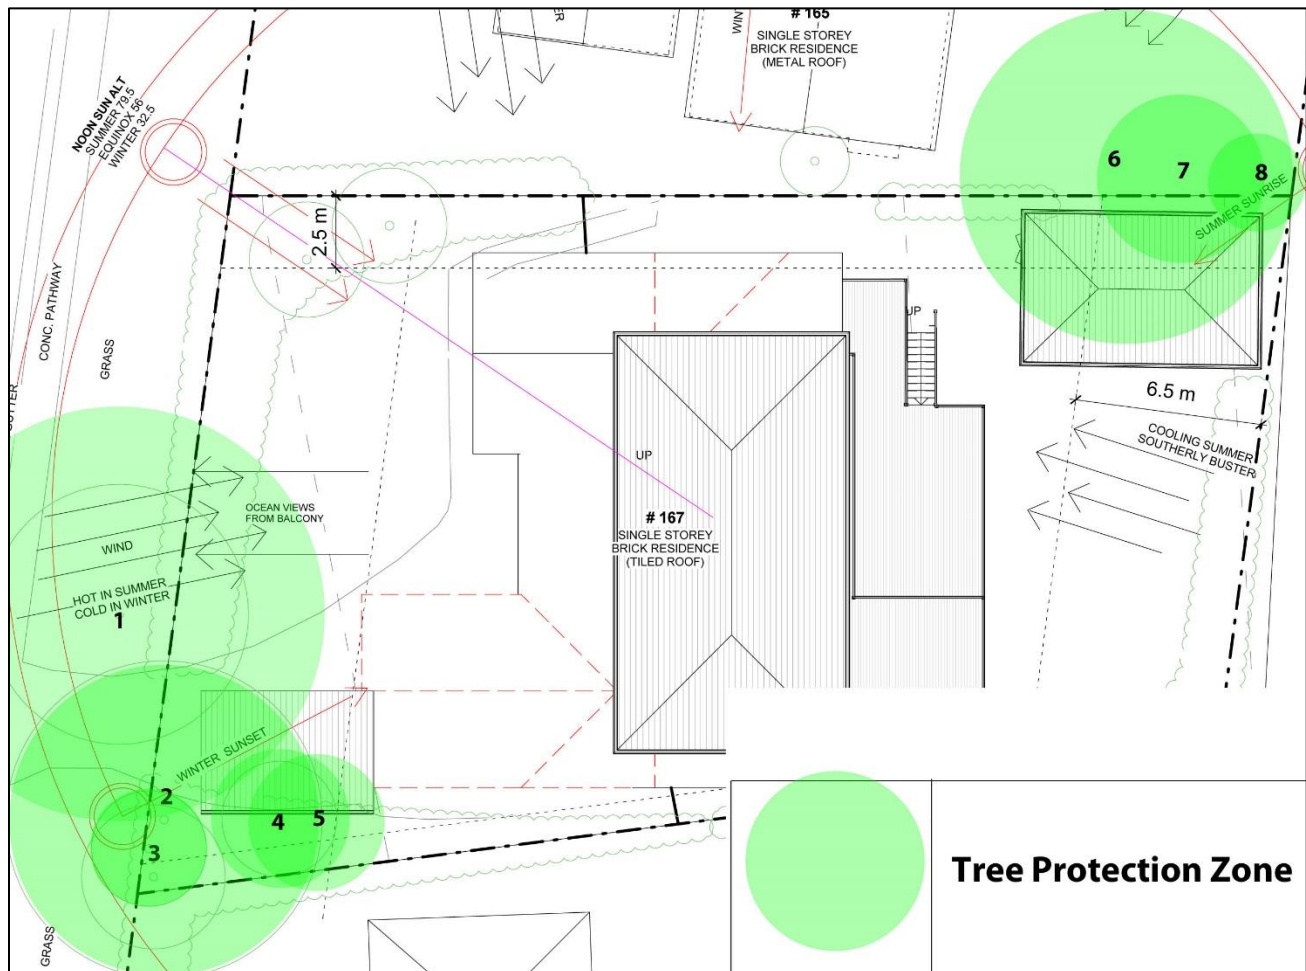 # 165
SINGLE STOREY
BRICK RESIDENCE
(METAL ROOF)
WIN
ER
NOON SUN ALT
SUMMER 79.5
EQUINOX 56
WINTER 32.5
6
7
8
SUMMER SUNRISE
2.5 m
CONC. PATHWAY
GRASS
UP
6.5 m
COOLING SUMMER
SOUTHERLY BUSTER
UP
OCEAN VIEWS
FROM BALCONY
# 167
SINGLE STOREY
BRICK RESIDENCE
(TILED ROOF)
WIND
HOT IN SUMMER
COLD IN WINTER
1
WINTER SUNSET
2
3
4
5
Tree Protection Zone
GRASS